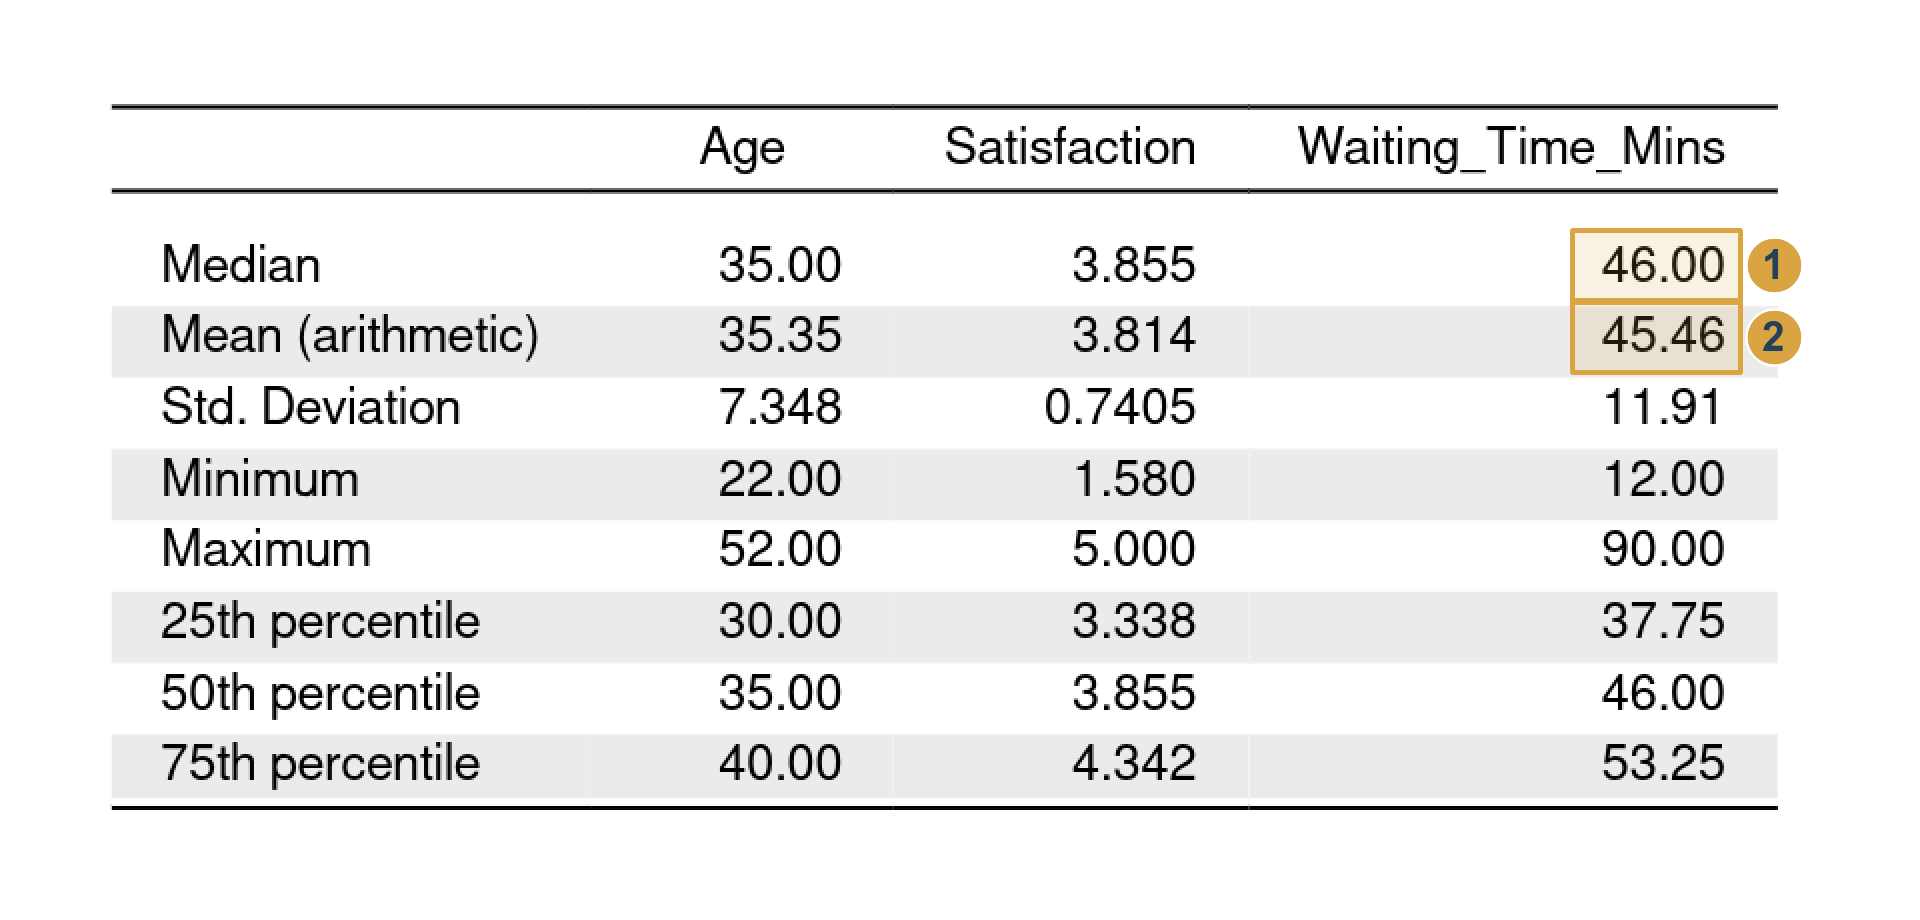 Age Satisfaction Waiting_Time_Mins
Median 35.00 3.855 46.00 1
Mean (arithmetic) 35.35 3.814 45.46 2
Std. Deviation 7.348 0.7405 11.91
Minimum 22.00 1.580 12.00
Maximum 52.00 5.000 90.00
25th percentile 30.00 3.338 37.75
50th percentile 35.00 3.855 46.00
75th percentile 40.00 4.342 53.25